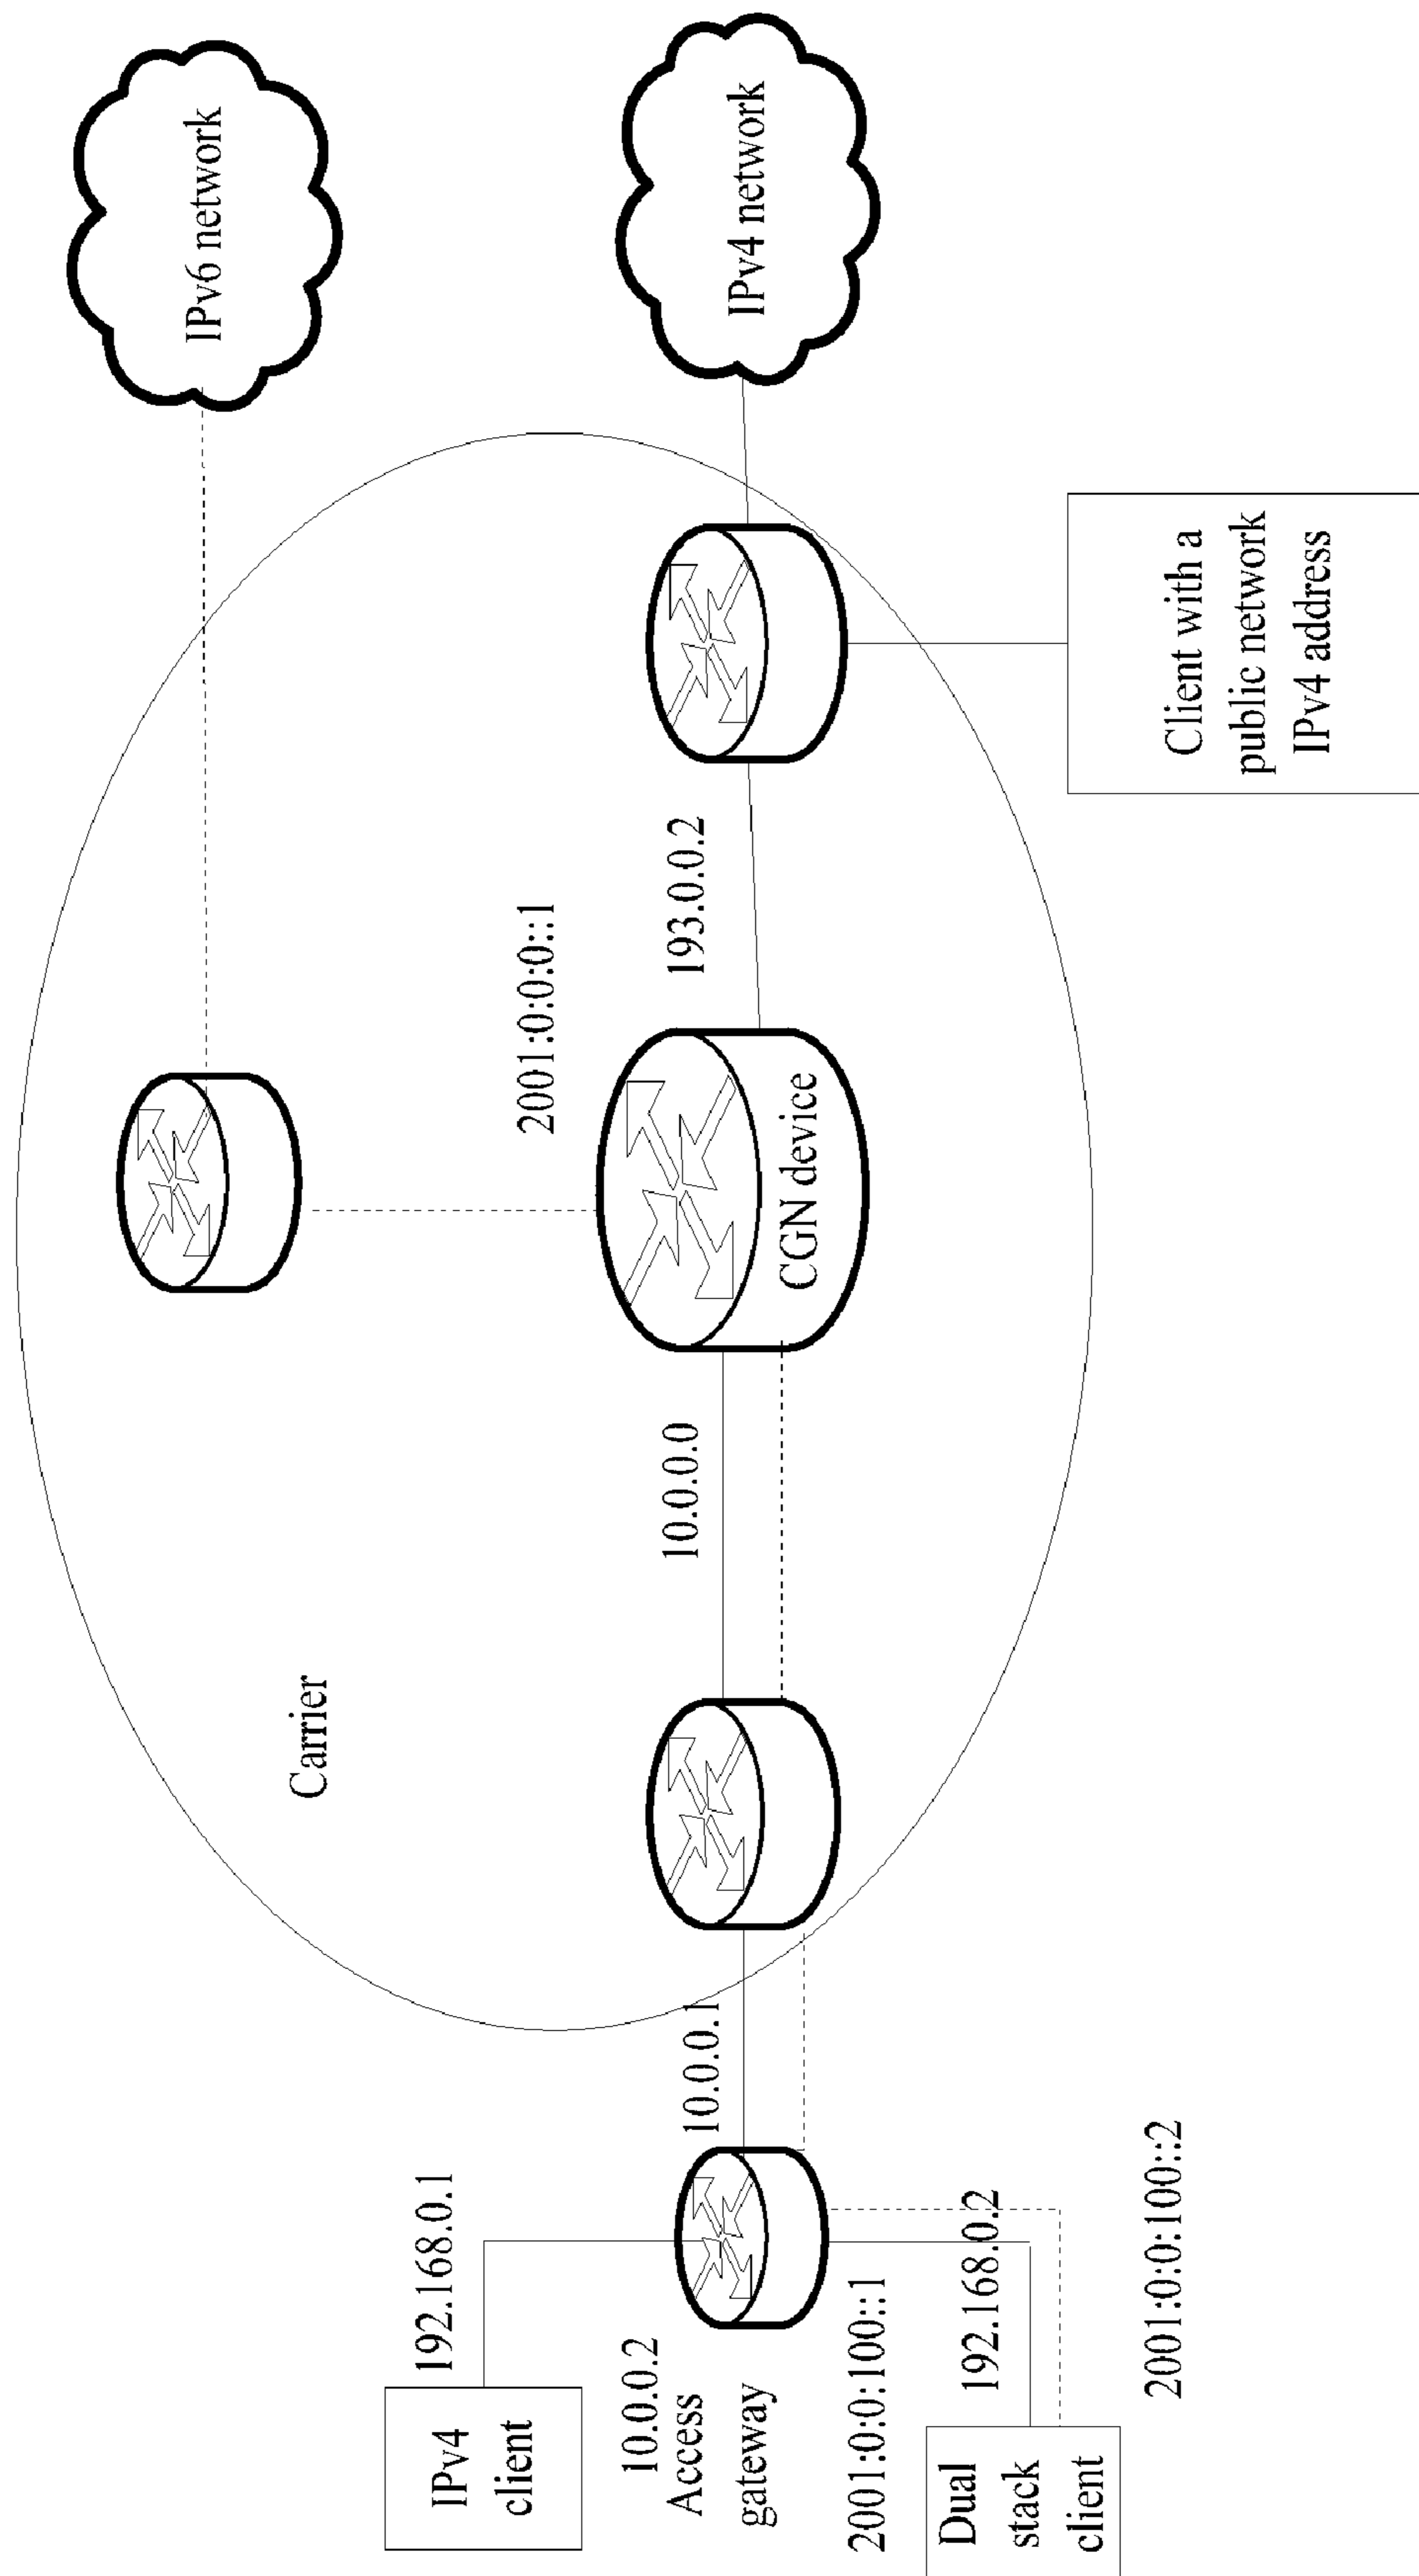 IPv6 network
Carrier
2001:0:0:0::1
IPv4
client
192.168.0.1
10.0.0.2
Access
gateway
10.0.0.1
10.0.0.0
CGN device
193.0.0.2
IPv4 network
2001:0:0:100::1
192.168.0.2
Dual
stack
client
2001:0:0:100::2
Client with a
public network
IPv4 address